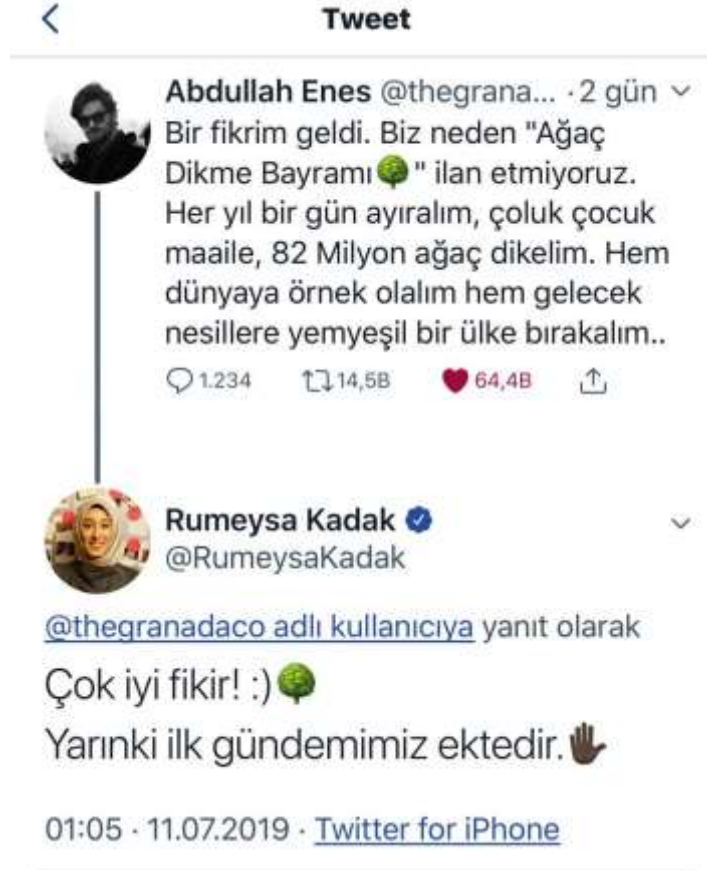 Tweet
Abdullah Enes @thegrana... · 2 gün
Bir fikrim geldi. Biz neden "Ağaç
Dikme Bayramı🌳" ilan etmiyoruz.
Her yıl bir gün ayıralım, çoluk çocuk
maaile, 82 Milyon ağaç dikelim. Hem
dünyaya örnek olalım hem gelecek
nesillere yemyeşil bir ülke bırakalım..
1.234 14,5B 64,4B
Rumeysa Kadak
@RumeysaKadak
@thegranadaco adlı kullanıcıya yanıt olarak
Çok iyi fikir! :)🌳
Yarınki ilk gündemimiz ektedir.🖐🏿
01:05 · 11.07.2019 · Twitter for iPhone